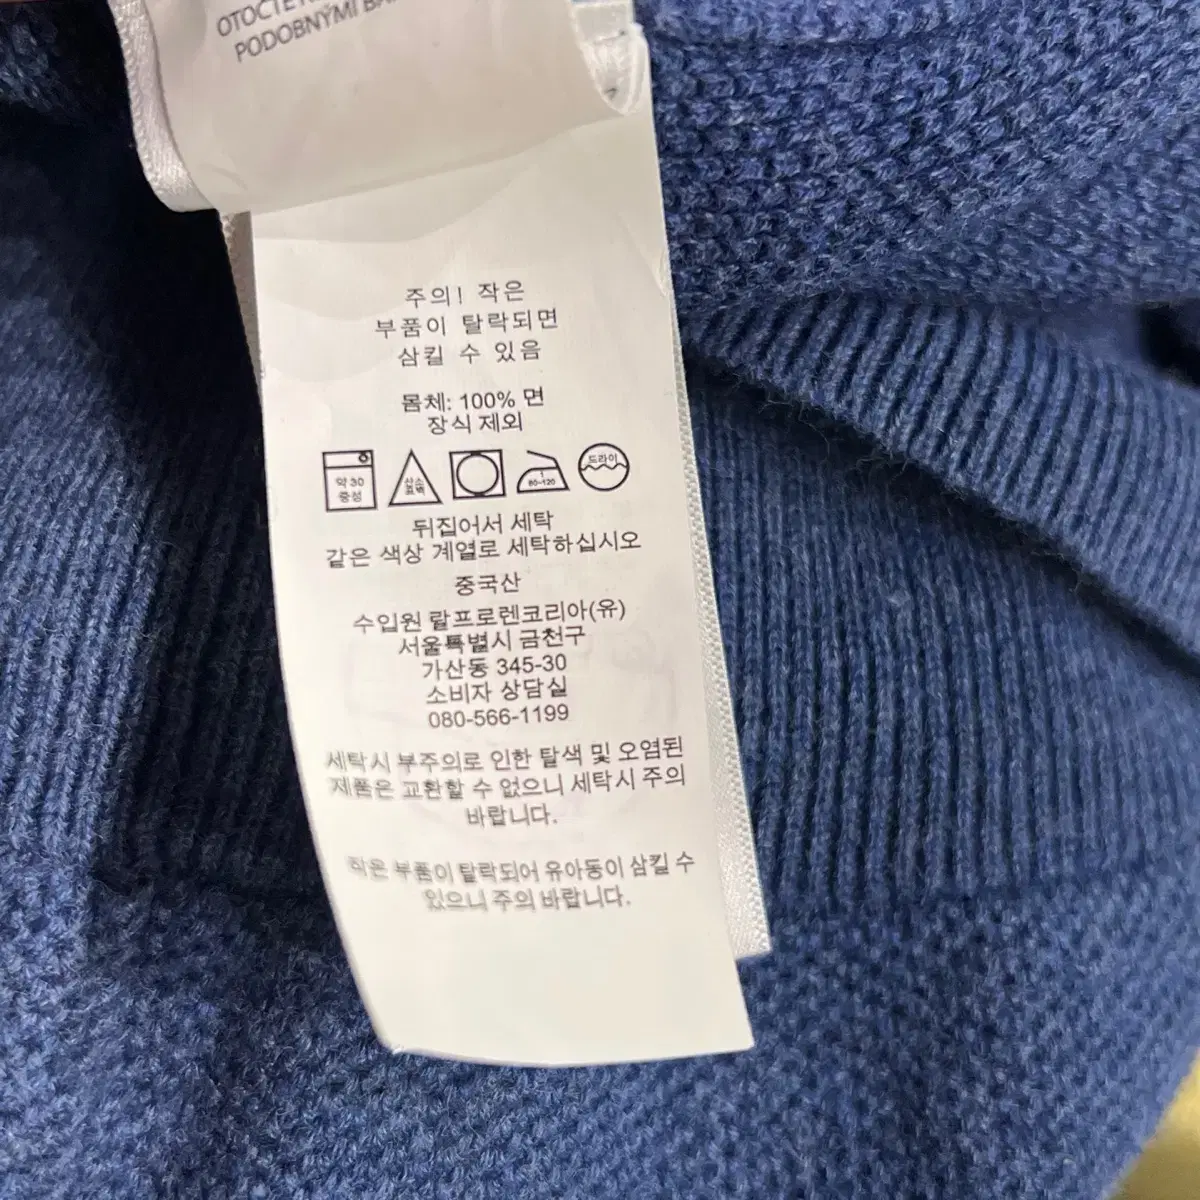 PODOBNÝMI
주의! 작은
부품이 탈락되면
삼킬 수 있음
몸체: 100% 면
장식 제외
약 30
중성
산소
표백
1
80~120
드라이
뒤집어서 세탁
같은 색상 계열로 세탁하십시오
중국산
수입원 랄프로렌코리아(유)
서울특별시 금천구
가산동 345-30
소비자 상담실
080-566-1199
세탁시 부주의로 인한 탈색 및 오염된
제품은 교환할 수 없으니 세탁시 주의
바랍니다.
작은 부품이 탈락되어 유아동이 삼킬 수
있으니 주의 바랍니다.